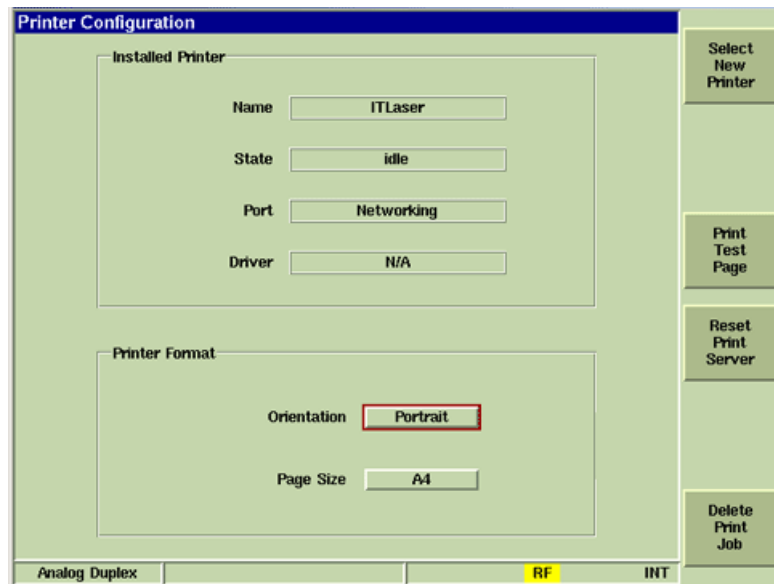 Printer Configuration
Installed Printer
Name ITLaser
State idle
Port Networking
Driver N/A
Printer Format
Orientation Portrait
Page Size A4
Select
New
Printer
Print
Test
Page
Reset
Print
Server
Delete
Print
Job
Analog Duplex RF INT